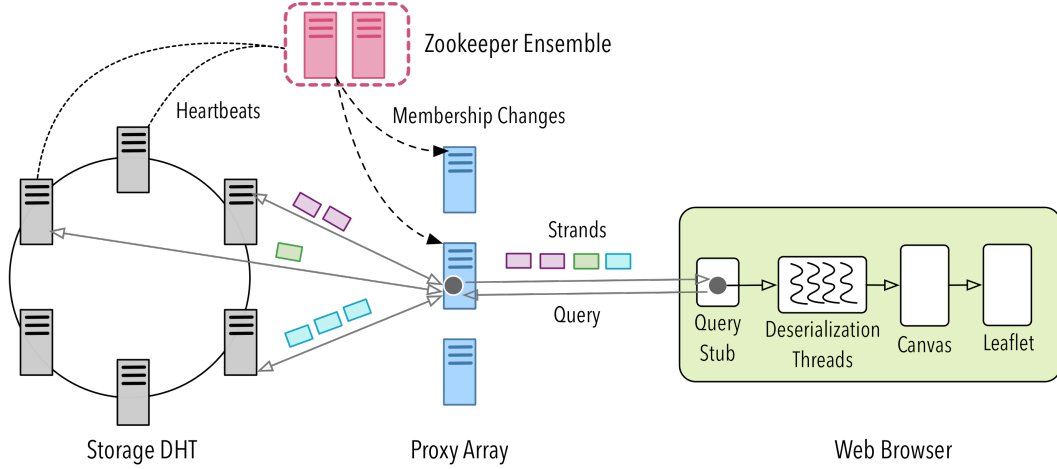 Zookeeper Ensemble
Heartbeats
Membership Changes
Strands
Query
Query
Stub
Deserialization
Threads
Canvas
Leaflet
Storage DHT
Proxy Array
Web Browser